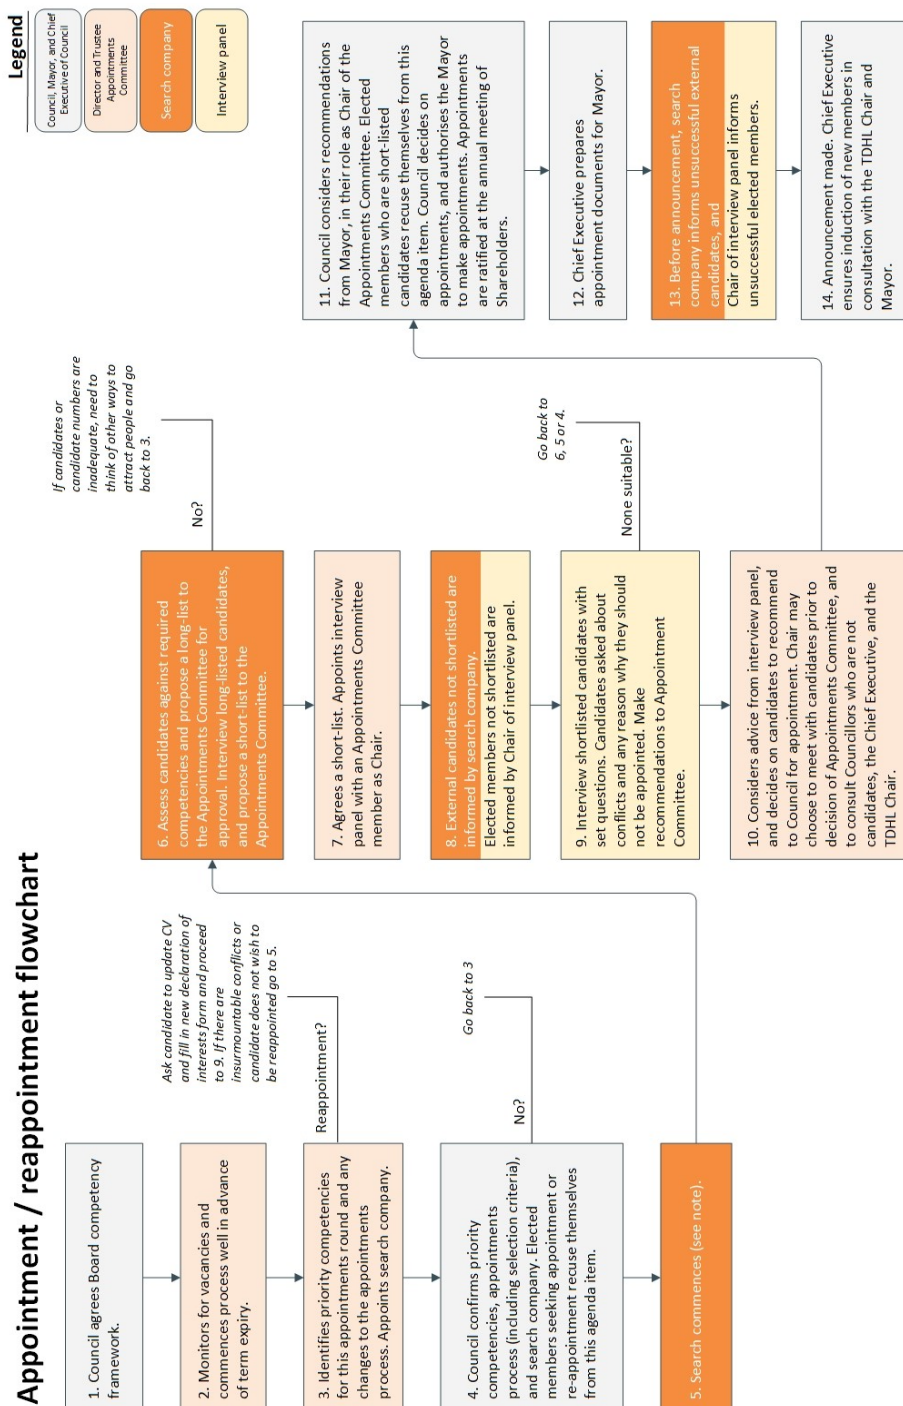 Appointment / reappointment flowchart
Legend
Council, Mayor, and Chief
Executive of Council
Director and Trustee
Appointments
Committee
Search company
Interview panel
1. Council agrees Board competency
framework.
2. Monitors for vacancies and
commences process well in advance
of term expiry.
3. Identifies priority competencies
for this appointments round and any
changes to the appointments
process. Appoints search company.
Reappointment?
Ask candidate to update CV
and fill in new declaration of
interests form and proceed
to 9. If there are
insurmountable conflicts or
candidate does not wish to
be reappointed go to 5.
4. Council confirms priority
competencies, appointments
process (including selection criteria),
and search company. Elected
members seeking appointment or
re-appointment recuse themselves
from this agenda item.
No?
Go back to 3
5. Search commences (see note).
6. Assess candidates against required
competencies and propose a long-list to
the Appointments Committee for
approval. Interview long-listed candidates,
and propose a short-list to the
Appointments Committee.
No?
If candidates or
candidate numbers are
inadequate, need to
think of other ways to
attract people and go
back to 3.
7. Agrees a short-list. Appoints interview
panel with an Appointments Committee
member as Chair.
8. External candidates not shortlisted are
informed by search company.
Elected members not shortlisted are
informed by Chair of interview panel.
9. Interview shortlisted candidates with
set questions. Candidates asked about
conflicts and any reason why they should
not be appointed. Make
recommendations to Appointment
Committee.
None suitable?
Go back to
6, 5 or 4.
10. Considers advice from interview panel,
and decides on candidates to recommend
to Council for appointment. Chair may
choose to meet with candidates prior to
decision of Appointments Committee, and
to consult Councillors who are not
candidates, the Chief Executive, and the
TDHL Chair.
11. Council considers recommendations
from Mayor, in their role as Chair of the
Appointments Committee. Elected
members who are short-listed
candidates recuse themselves from this
agenda item. Council decides on
appointments, and authorises the Mayor
to make appointments. Appointments
are ratified at the annual meeting of
Shareholders.
12. Chief Executive prepares
appointment documents for Mayor.
13. Before announcement, search
company informs unsuccessful external
candidates, and
Chair of interview panel informs
unsuccessful elected members.
14. Announcement made. Chief Executive
ensures induction of new members in
consultation with the TDHL Chair and
Mayor.